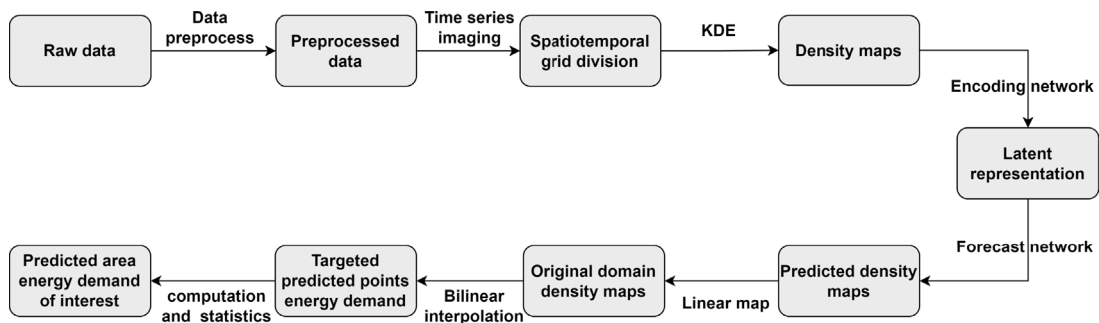 Data
preprocess
Time series
imaging
KDE
Raw data
Preprocessed
data
Spatiotemporal
grid division
Density maps
Encoding network
Latent
representation
Forecast network
Predicted area
energy demand
of interest
computation
and statistics
Targeted
predicted points
energy demand
Bilinear
interpolation
Original domain
density maps
Linear map
Predicted density
maps